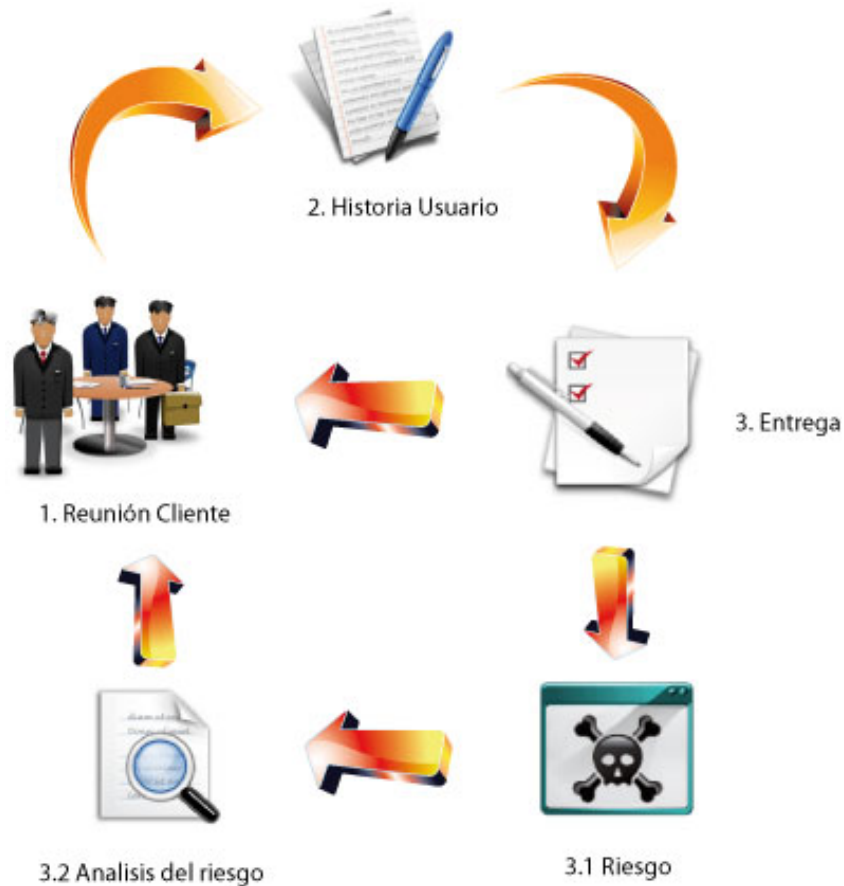 2. Historia Usuario
3. Entrega
1. Reunión Cliente
3.2 Analisis del riesgo
3.1 Riesgo